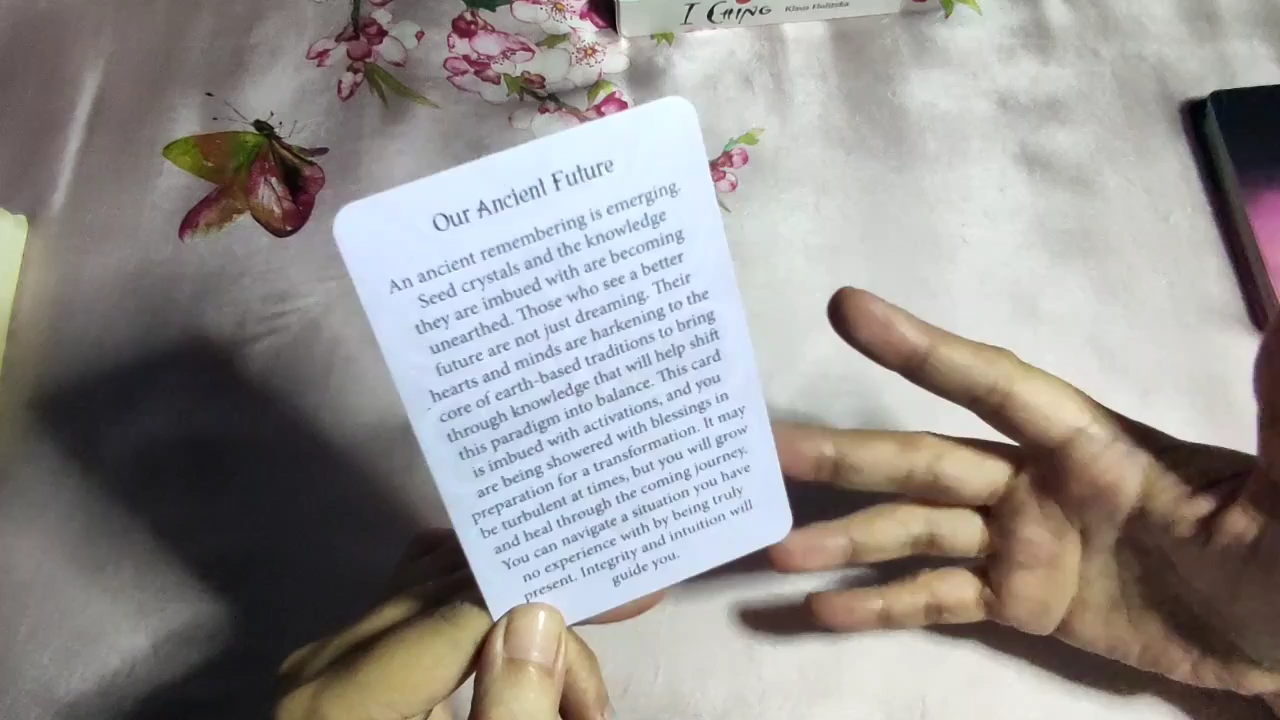 I CHING Klaus Holitzka
Our Ancient Future
An ancient remembering is emerging.
Seed crystals and the knowledge
they are imbued with are becoming
unearthed. Those who see a better
future are not just dreaming. Their
hearts and minds are harkening to the
core of earth-based traditions to bring
through knowledge that will help shift
this paradigm into balance. This card
is imbued with activations, and you
are being showered with blessings in
preparation for a transformation. It may
be turbulent at times, but you will grow
and heal through the coming journey.
You can navigate a situation you have
no experience with by being truly
present. Integrity and intuition will
guide you.